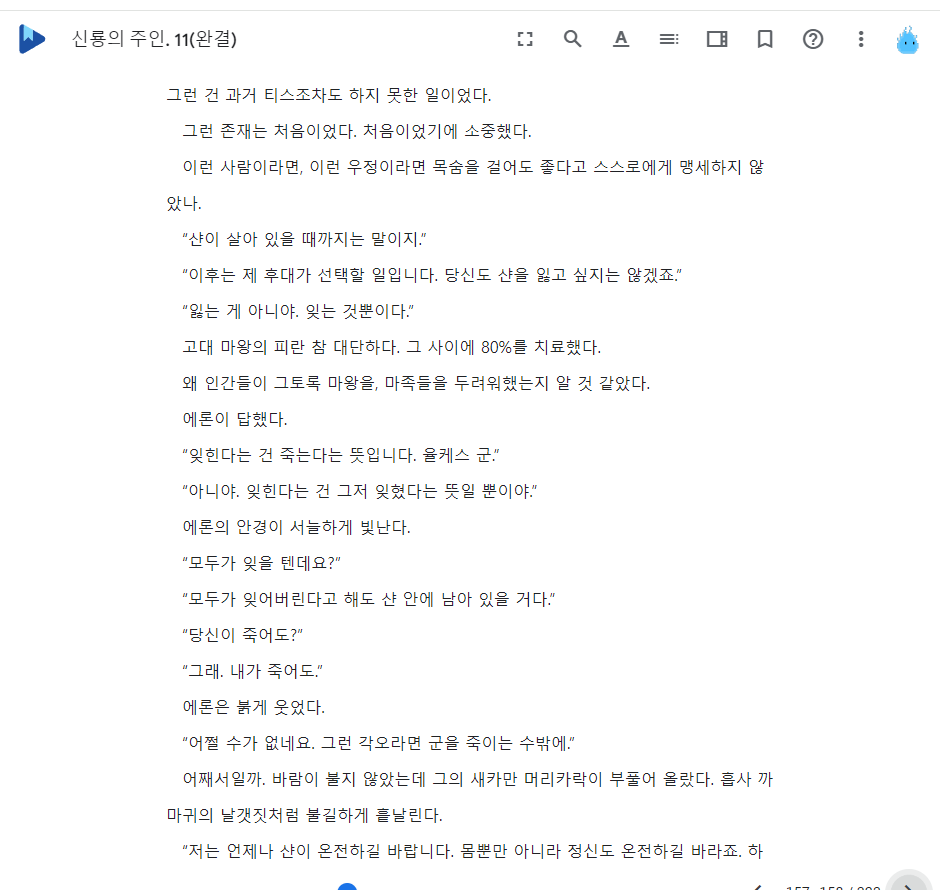 신룡의 주인. 11(완결)
그런 건 과거 티스조차도 하지 못한 일이었다.
그런 존재는 처음이었다. 처음이었기에 소중했다.
이런 사람이라면, 이런 우정이라면 목숨을 걸어도 좋다고 스스로에게 맹세하지 않
았나.
“샨이 살아 있을 때까지는 말이지.”
“이후는 제 후대가 선택할 일입니다. 당신도 샨을 잃고 싶지는 않겠죠.”
“잃는 게 아니야. 잊는 것뿐이다.”
고대 마왕의 피란 참 대단하다. 그 사이에 80%를 치료했다.
왜 인간들이 그토록 마왕을, 마족들을 두려워했는지 알 것 같았다.
에론이 답했다.
“잊힌다는 건 죽는다는 뜻입니다. 율케스 군.”
“아니야. 잊힌다는 건 그저 잊혔다는 뜻일 뿐이야.”
에론의 안경이 서늘하게 빛난다.
“모두가 잊을 텐데요?”
“모두가 잊어버린다고 해도 샨 안에 남아 있을 거다.”
“당신이 죽어도?”
“그래. 내가 죽어도.”
에론은 붉게 웃었다.
“어쩔 수가 없네요. 그런 각오라면 군을 죽이는 수밖에.”
어째서일까. 바람이 불지 않았는데 그의 새카만 머리카락이 부풀어 올랐다. 흡사 까
마귀의 날갯짓처럼 불길하게 흩날린다.
“저는 언제나 샨이 온전하길 바랍니다. 몸뿐만 아니라 정신도 온전하길 바라죠. 하